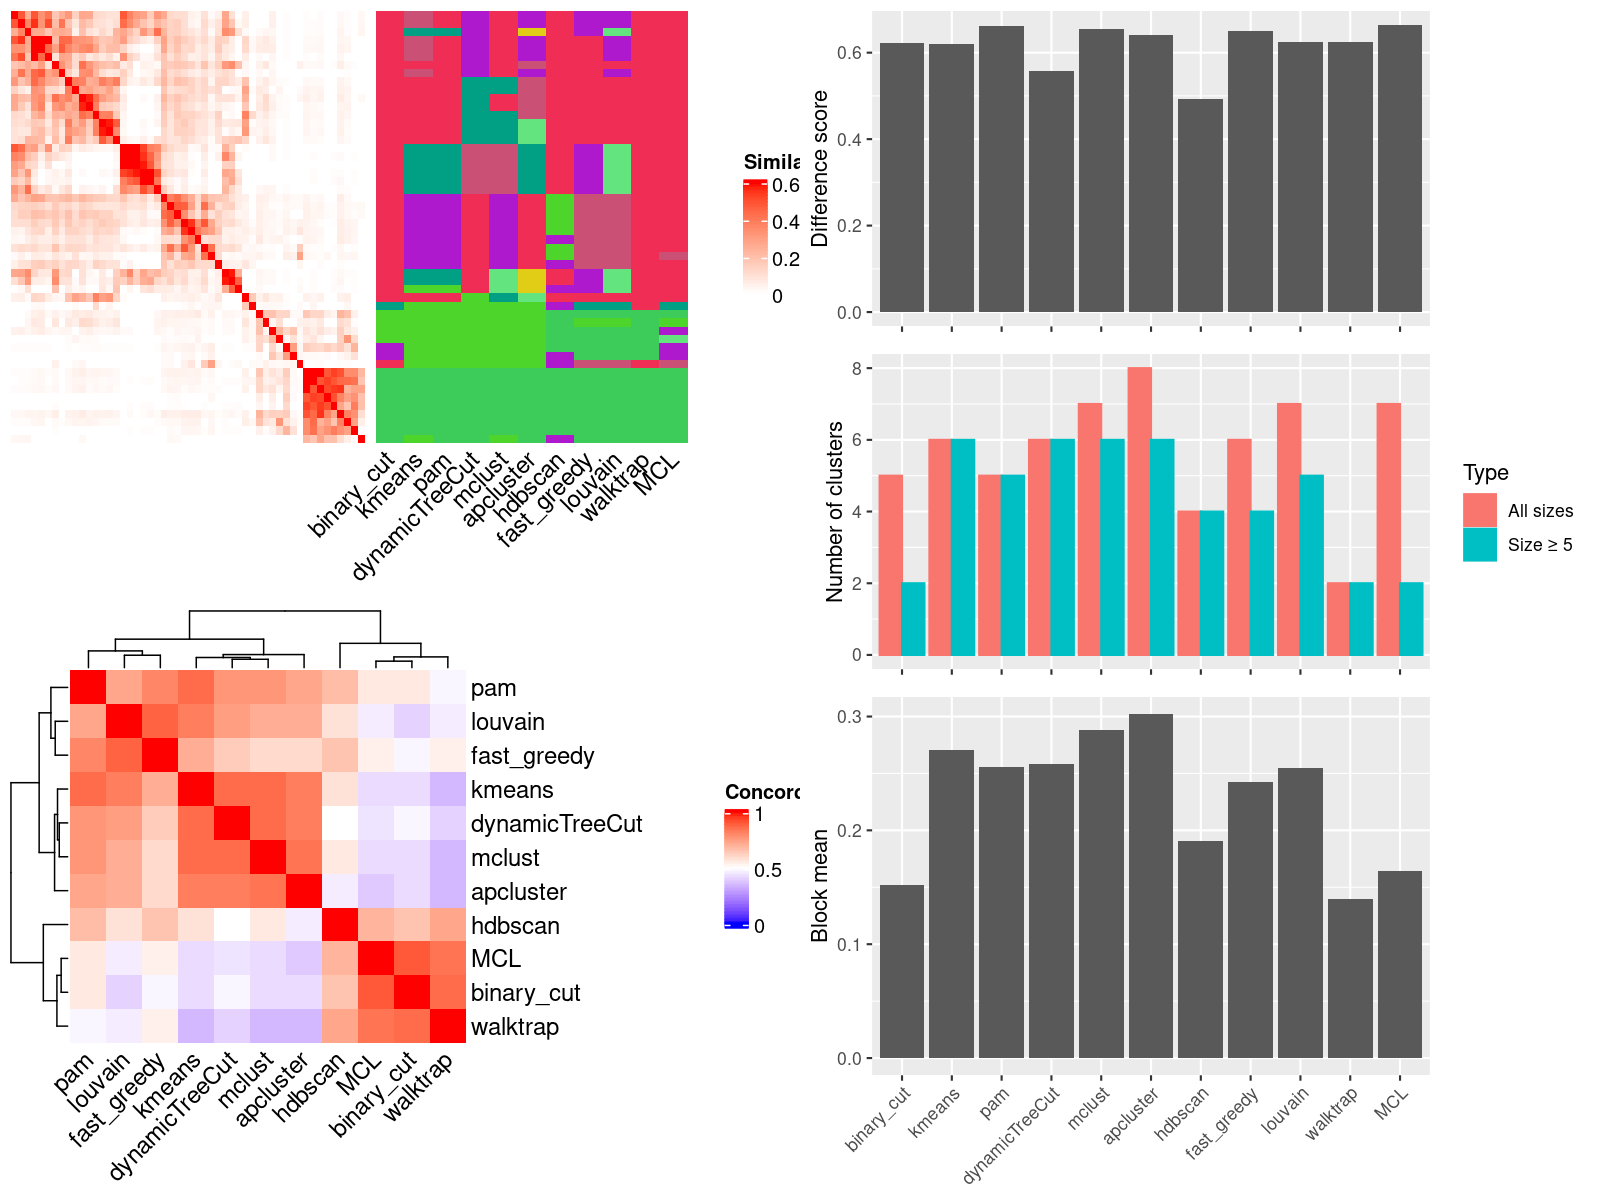 Simila
0.6
0.4
0.2
0
binary_cut
kmeans
pam
dynamicTreeCut
mclust
apcluster
hdbscan
fast_greedy
louvain
walktrap
MCL
pam
louvain
fast_greedy
kmeans
dynamicTreeCut
mclust
apcluster
hdbscan
MCL
binary_cut
walktrap
pam
louvain
fast_greedy
kmeans
dynamicTreeCut
mclust
apcluster
hdbscan
MCL
binary_cut
walktrap
Concord
1
0.5
0
Difference score
0.6
0.4
0.2
0.0
Number of clusters
8
6
4
2
0
Type
All sizes
Size ≥ 5
Block mean
0.3
0.2
0.1
0.0
binary_cut
kmeans
pam
dynamicTreeCut
mclust
apcluster
hdbscan
fast_greedy
louvain
walktrap
MCL